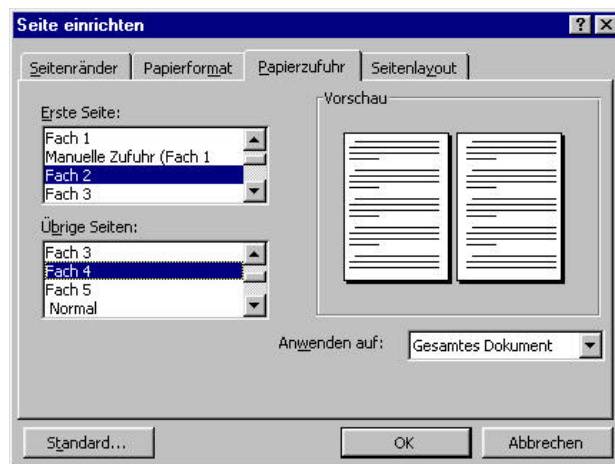 Seite einrichten
Seitenränder
Papierformat
Papierzufuhr
Seitenlayout
Erste Seite:
Fach 1
Manuelle Zufuhr (Fach 1
Fach 2
Fach 3
Übrige Seiten:
Fach 3
Fach 4
Fach 5
Normal
Vorschau
Anwenden auf:
Gesamtes Dokument
Standard...
OK
Abbrechen